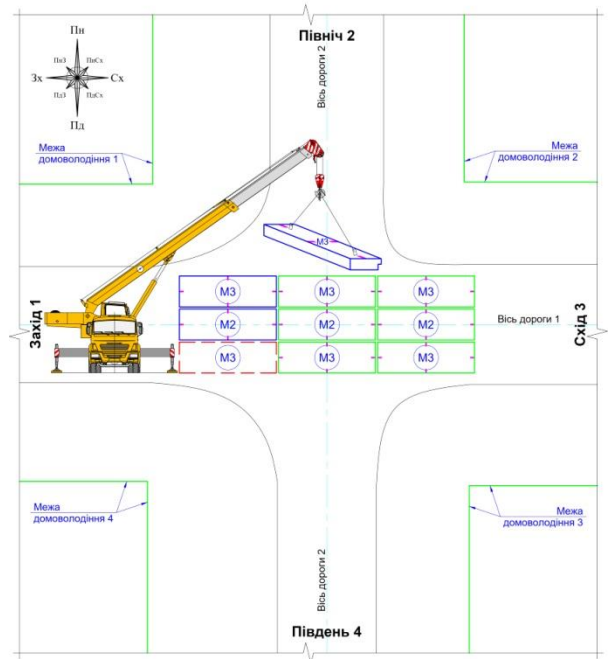 Північ 2
Пн
ПнЗ
ПнСх
Зх
Сх
ПдЗ
ПдСх
Пд
Вісь дороги 2
Межа
домоволодіння 1
Межа
домоволодіння 2
М3
М3
М3
М3
М2
М2
М2
М3
М3
М3
Захід 1
Вісь дороги 1
Схід 3
Межа
домоволодіння 4
Межа
домоволодіння 3
Вісь дороги 2
Південь 4